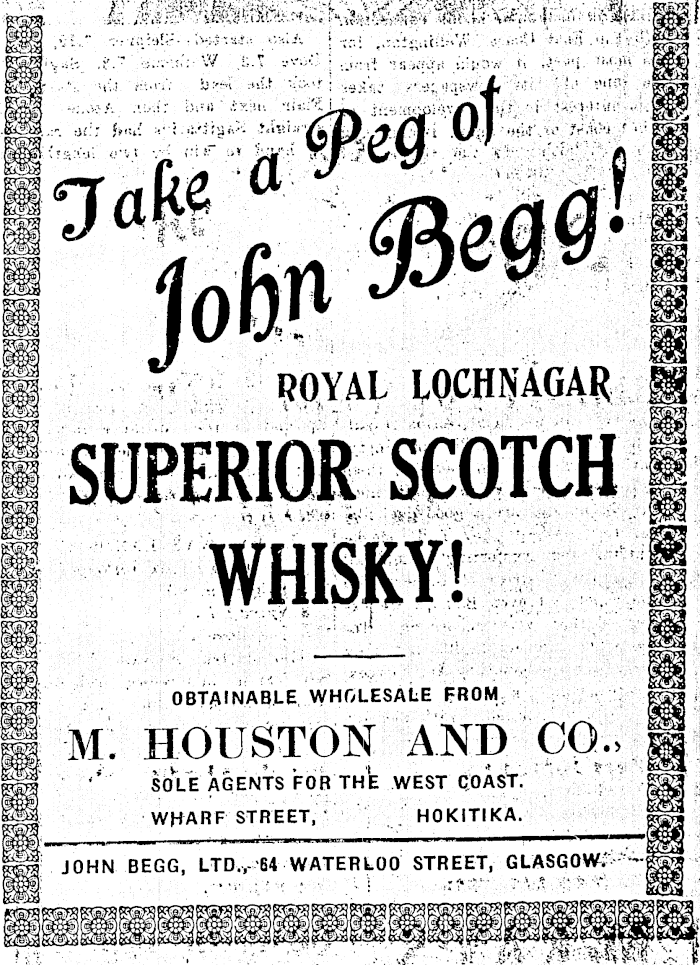 Take a Peg of
John Begg!
ROYAL LOCHNAGAR
SUPERIOR SCOTCH
WHISKY!
OBTAINABLE WHOLESALE FROM
M. HOUSTON AND CO.,
SOLE AGENTS FOR THE WEST COAST.
WHARF STREET, HOKITIKA.
JOHN BEGG, LTD., 64 WATERLOO STREET, GLASGOW.